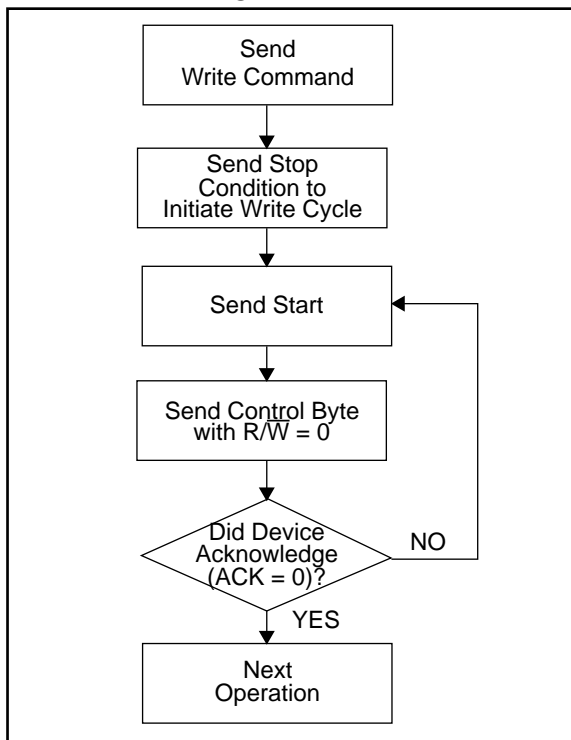 Send
Write Command
Send Stop
Condition to
Initiate Write Cycle
Send Start
Send Control Byte
with R/W̅ = 0
Did Device
Acknowledge
(ACK = 0)?
NO
YES
Next
Operation